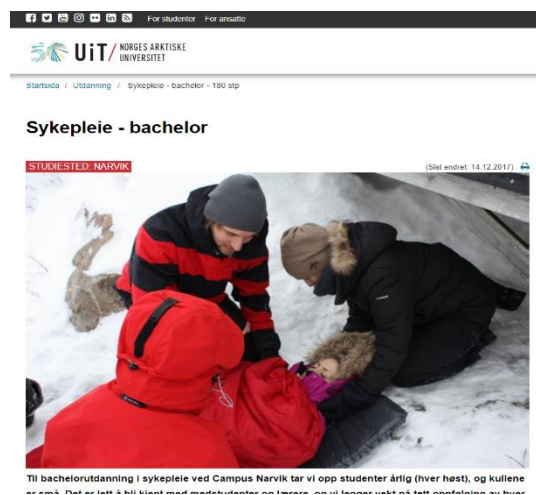 For studenter For ansatte
UiT/ NORGES ARKTISKE
UNIVERSITET
Startsida / Utdanning / Sykepleie - bachelor - 180 stp
Sykepleie - bachelor
STUDIESTED: NARVIK (Sist endret: 14.12.2017)
Til bachelorutdanning i sykepleie ved Campus Narvik tar vi opp studenter årlig (hver høst), og kullene
er små. Det er lett å bli kjent med medstudenter og lærere, og vi legger vekt på tett oppfølging av hver